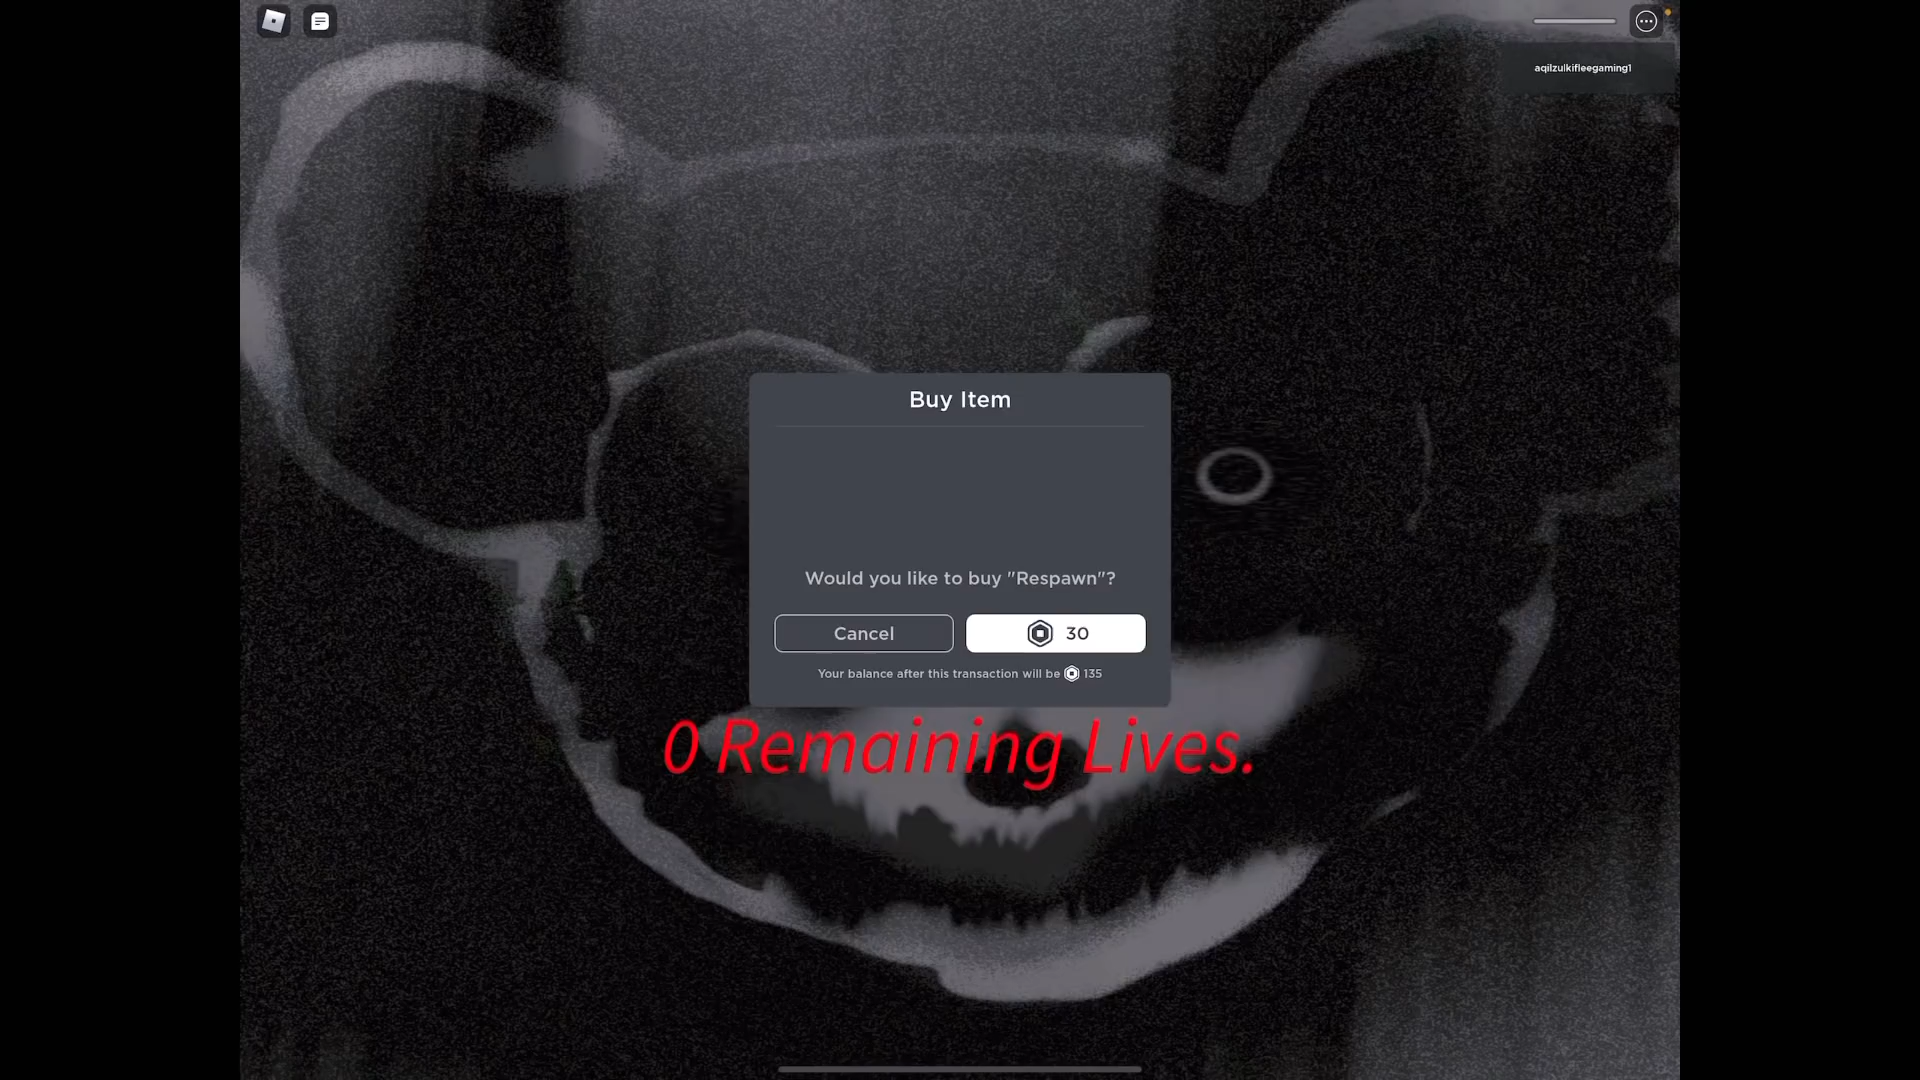 aqilzulkifleegaming1
Buy Item
Would you like to buy "Respawn"?
Cancel
30
Your balance after this transaction will be 135
0 Remaining Lives.